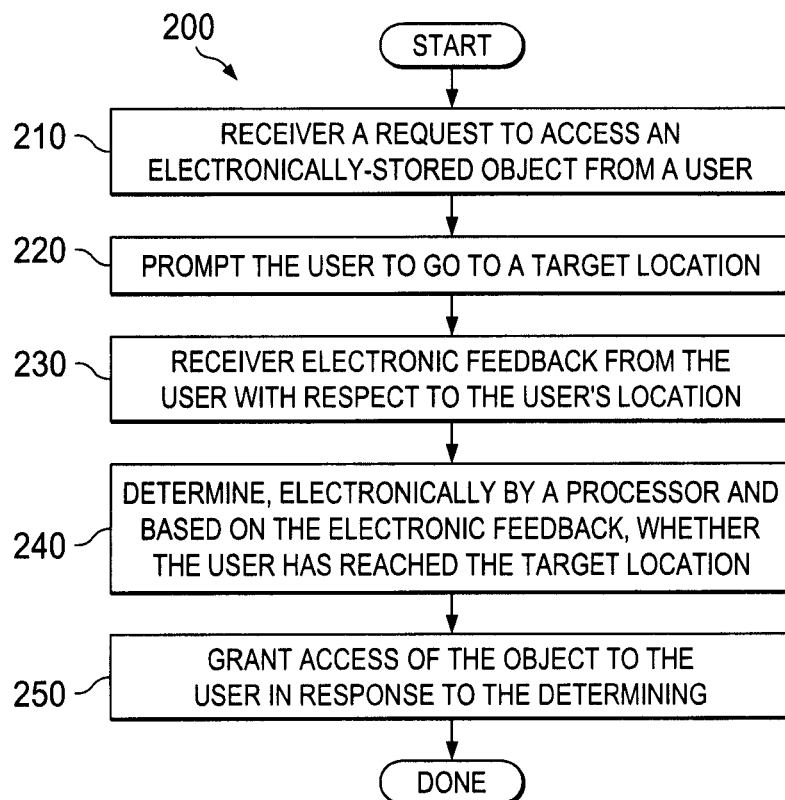 200
START
210
RECEIVER A REQUEST TO ACCESS AN
ELECTRONICALLY-STORED OBJECT FROM A USER
220
PROMPT THE USER TO GO TO A TARGET LOCATION
230
RECEIVER ELECTRONIC FEEDBACK FROM THE
USER WITH RESPECT TO THE USER'S LOCATION
240
DETERMINE, ELECTRONICALLY BY A PROCESSOR AND
BASED ON THE ELECTRONIC FEEDBACK, WHETHER
THE USER HAS REACHED THE TARGET LOCATION
250
GRANT ACCESS OF THE OBJECT TO THE
USER IN RESPONSE TO THE DETERMINING
DONE